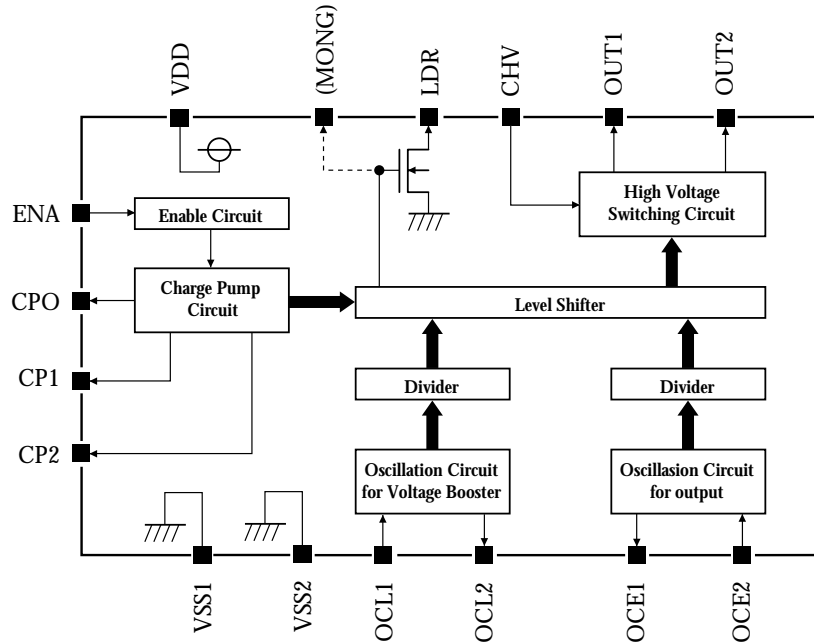 VDD
(MONG)
LDR
CHV
OUT1
OUT2
ENA
Enable Circuit
High Voltage
Switching Circuit
CPO
Charge Pump
Circuit
Level Shifter
CP1
Divider
Divider
CP2
Oscillation Circuit
for Voltage Booster
Oscillasion Circuit
for output
VSS1
VSS2
OCL1
OCL2
OCE1
OCE2